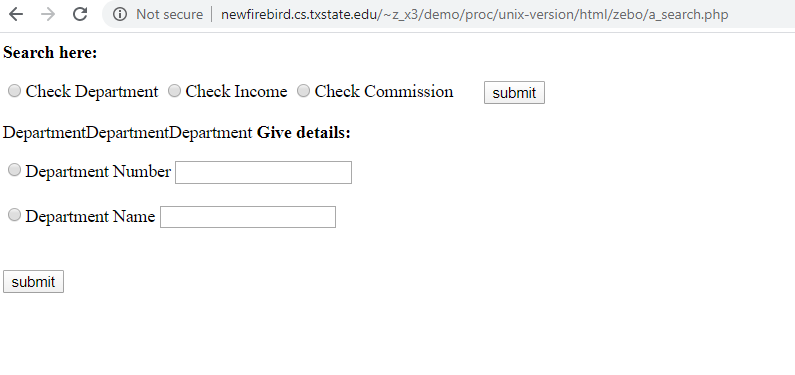 Not secure | newfirebird.cs.txstate.edu/~z_x3/demo/proc/unix-version/html/zebo/a_search.php
Search here:
Check Department Check Income Check Commission submit
DepartmentDepartmentDepartment Give details:
Department Number
Department Name
submit